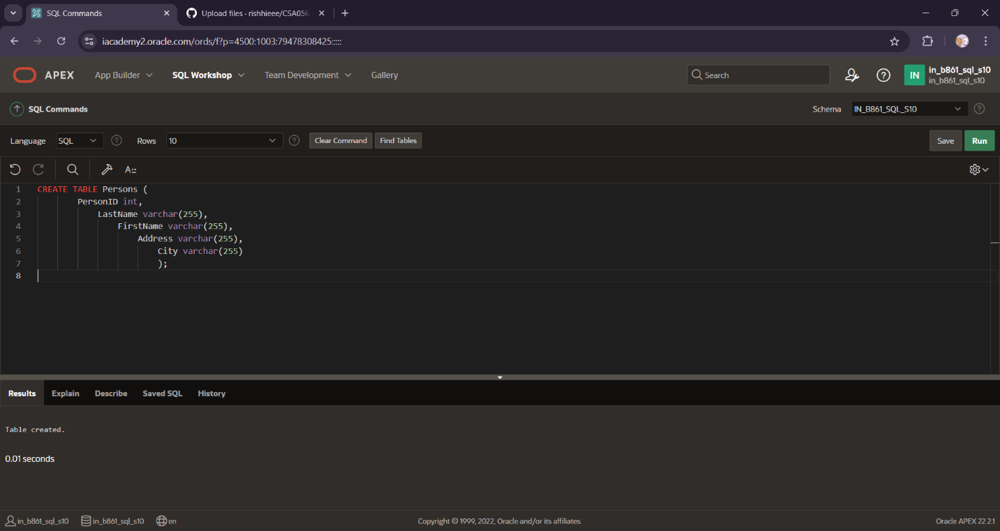 SQL Commands
Upload files · rishhieee/CSA056
iacademy2.oracle.com/ords/f?p=4500:1003:79478308425:::::
APEX App Builder SQL Workshop Team Development Gallery Search IN in_b861_sql_s10
in_b861_sql_s10
SQL Commands Schema IN_B861_SQL_S10
Language SQL Rows 10 Clear Command Find Tables Save Run
A::
1 CREATE TABLE Persons (
2 PersonID int,
3 LastName varchar(255),
4 FirstName varchar(255),
5 Address varchar(255),
6 City varchar(255)
7 );
8
Results Explain Describe Saved SQL History
Table created.
0.01 seconds
in_b861_sql_s10 in_b861_sql_s10 en Copyright © 1999, 2022, Oracle and/or its affiliates. Oracle APEX 22.2.1